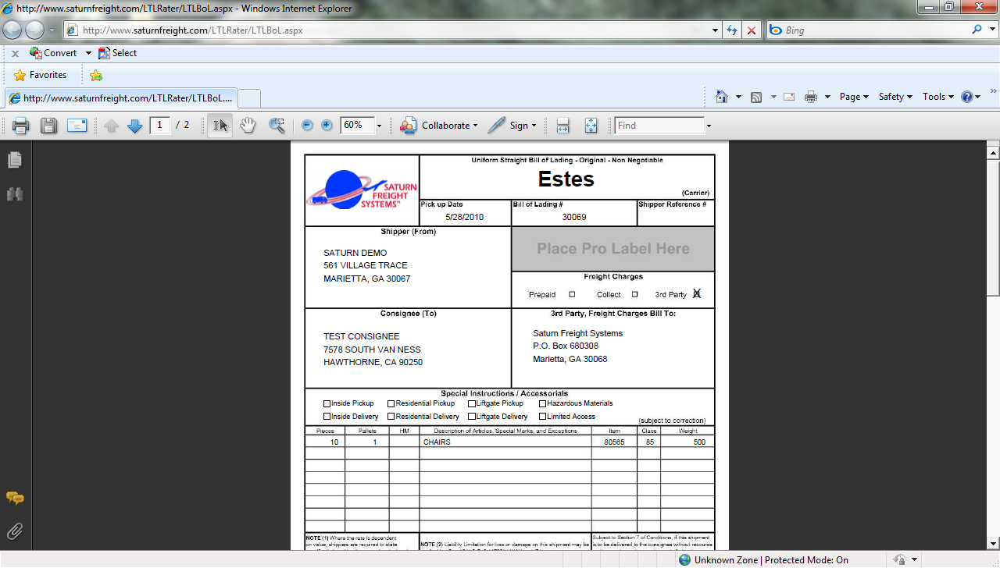 http://www.saturnfreight.com/LTLRater/LTLBoL.aspx - Windows Internet Explorer
http://www.saturnfreight.com/LTLRater/LTLBoL.aspx
Bing
x Convert Select
Favorites
http://www.saturnfreight.com/LTLRater/LTLBoL....
Page Safety Tools
1 / 2 60% Collaborate Sign Find
Uniform Straight Bill of Lading - Original - Non Negotiable
Estes
(Carrier)
SATURN
FREIGHT
SYSTEMS™
Pick up Date Bill of Lading # Shipper Reference #
5/28/2010 30069
Shipper (From)
SATURN DEMO
561 VILLAGE TRACE
MARIETTA, GA 30067
Place Pro Label Here
Freight Charges
Prepaid Collect 3rd Party X
Consignee (To)
TEST CONSIGNEE
7578 SOUTH VAN NESS
HAWTHORNE, CA 90250
3rd Party, Freight Charges Bill To:
Saturn Freight Systems
P.O. Box 680308
Marietta, GA 30068
Special Instructions / Accessorials
Inside Pickup Residential Pickup Liftgate Pickup Hazardous Materials
Inside Delivery Residential Delivery Liftgate Delivery Limited Access
(subject to correction)
Pieces Pallets HM Description of Articles, Special Marks, and Exceptions Item Class Weight
10 1 CHAIRS 80565 85 500
NOTE (1) Where the rate is dependent
on value, shippers are required to state
NOTE (2) Liability Limitation for loss or damage on this shipment may be
Subject to Section 7 of Conditions, if this shipment
is to be delivered to the consignee without recourse
Unknown Zone | Protected Mode: On